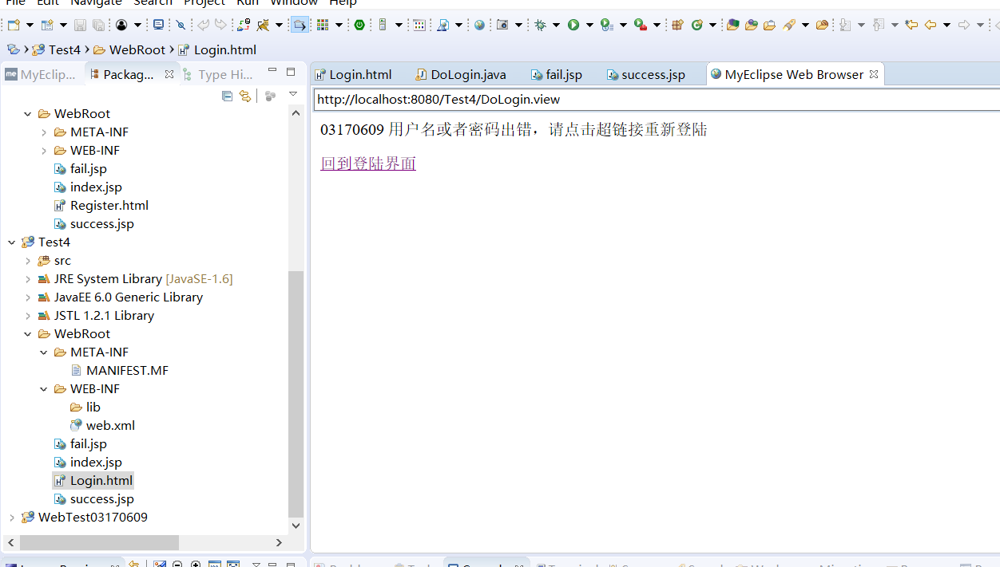 File Edit Navigate Search Project Run Window Help
Test4 WebRoot Login.html
me MyEclip... Packag... Type Hi...
WebRoot
META-INF
WEB-INF
fail.jsp
index.jsp
Register.html
success.jsp
Test4
src
JRE System Library [JavaSE-1.6]
JavaEE 6.0 Generic Library
JSTL 1.2.1 Library
WebRoot
META-INF
MANIFEST.MF
WEB-INF
lib
web.xml
fail.jsp
index.jsp
Login.html
success.jsp
WebTest03170609
Login.html DoLogin.java fail.jsp success.jsp MyEclipse Web Browser
http://localhost:8080/Test4/DoLogin.view
03170609 用户名或者密码出错，请点击超链接重新登陆
回到登陆界面